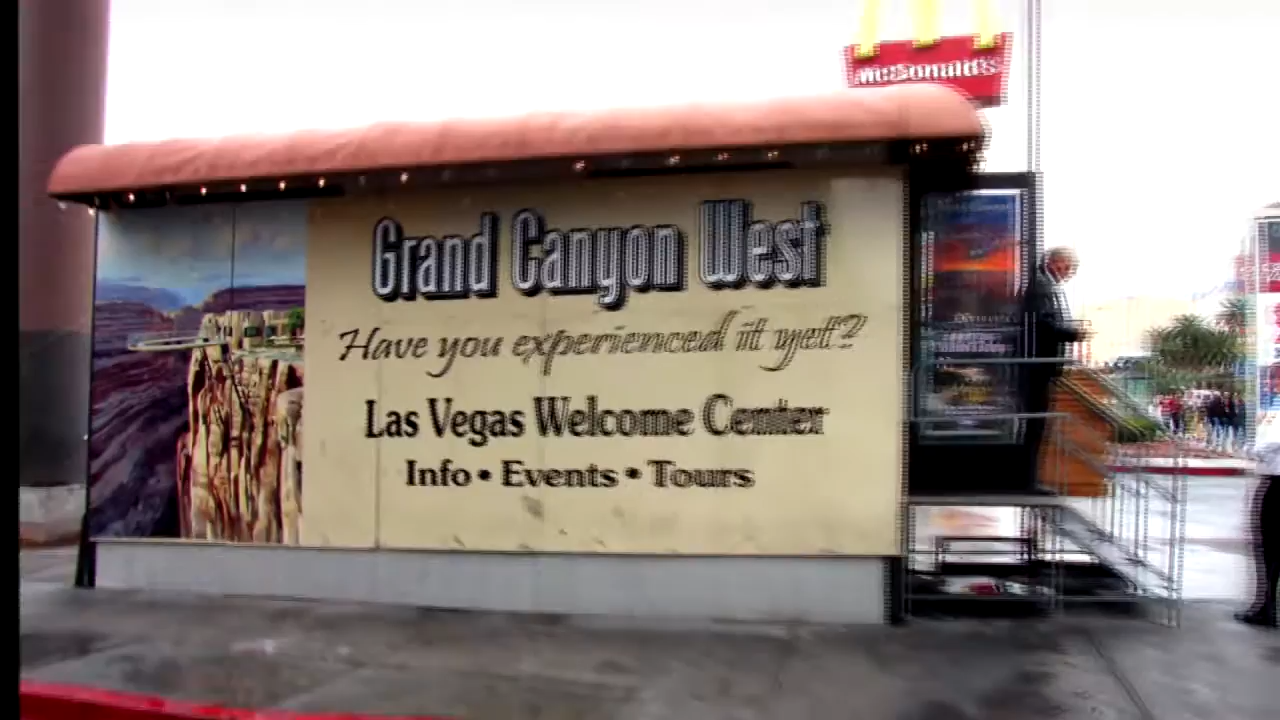 McDonald's
Grand Canyon West
Have you experienced it yet?
Las Vegas Welcome Center
Info • Events • Tours